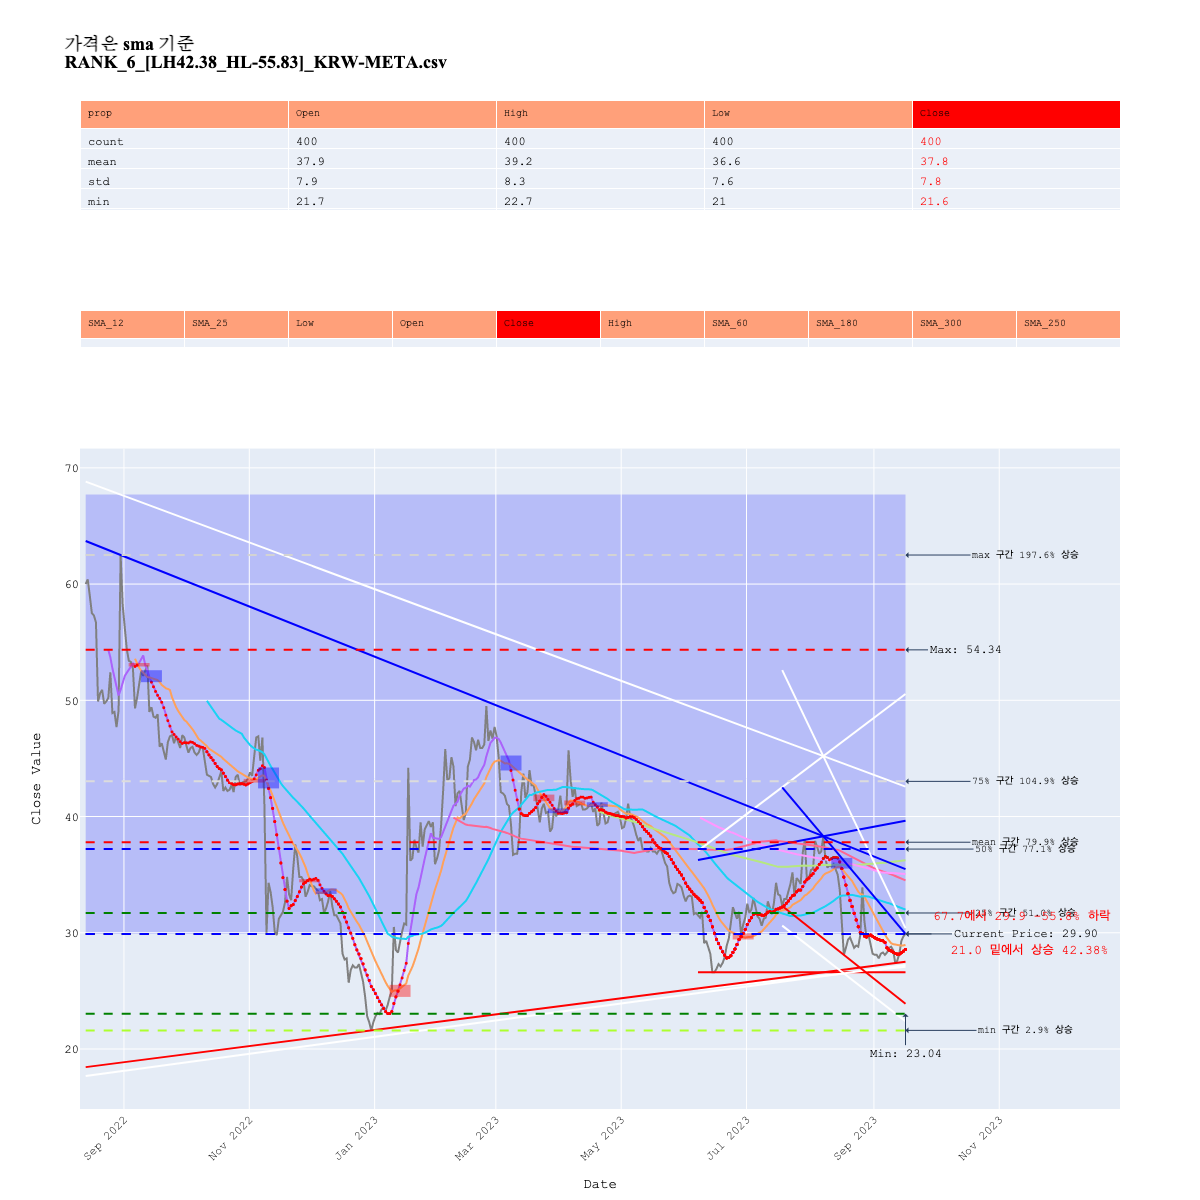 가격은 sma 기준
RANK_6_[LH42.38_HL-55.83]_KRW-META.csv
prop Open High Low Close
count 400 400 400 400
mean 37.9 39.2 36.6 37.8
std 7.9 8.3 7.6 7.8
min 21.7 22.7 21 21.6
SMA_12 SMA_25 Low Open Close High SMA_60 SMA_180 SMA_300 SMA_250
70
max 구간 197.6% 상승
60
Max: 54.34
50
75% 구간 104.9% 상승
Close Value
40
mean 구간 79.9% 상승
50% 구간 77.1% 상승
67.7에서 29.9 -55.8% 하락
30
Current Price: 29.90
21.0 밑에서 상승 42.38%
min 구간 2.9% 상승
20
Min: 23.04
Sep 2022 Nov 2022 Jan 2023 Mar 2023 May 2023 Jul 2023 Sep 2023 Nov 2023
Date